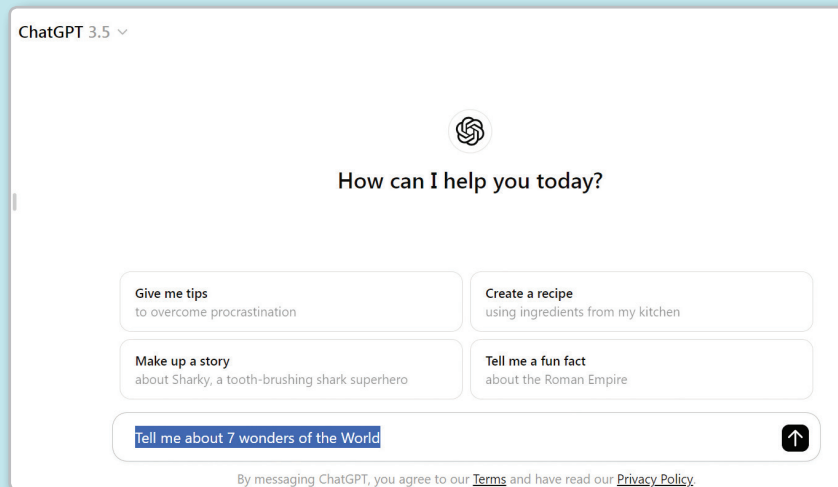 ChatGPT 3.5
How can I help you today?
Give me tips
to overcome procrastination
Create a recipe
using ingredients from my kitchen
Make up a story
about Sharky, a tooth-brushing shark superhero
Tell me a fun fact
about the Roman Empire
Tell me about 7 wonders of the World
By messaging ChatGPT, you agree to our Terms and have read our Privacy Policy.